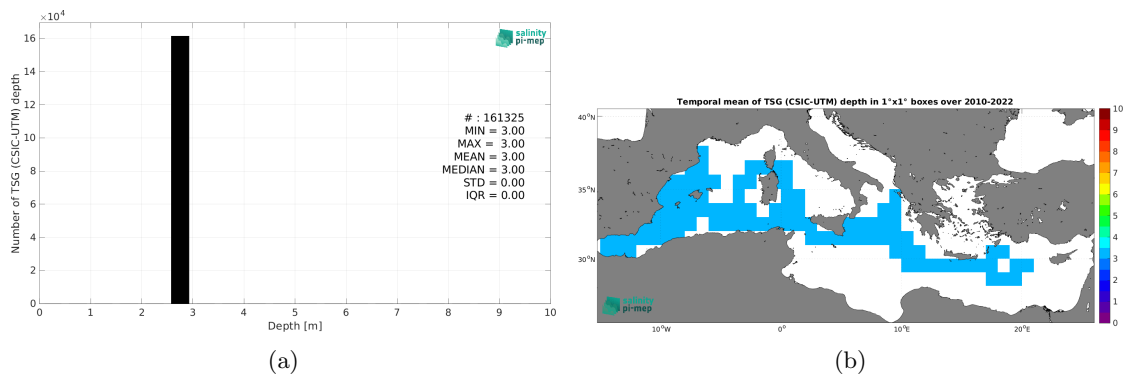 ×10⁴
16
14
12
10
8
6
4
2
0
Number of TSG (CSIC-UTM) depth
0 1 2 3 4 5 6 7 8 9 10
Depth [m]
salinity
pi-mep
# : 161325
MIN = 3.00
MAX = 3.00
MEAN = 3.00
MEDIAN = 3.00
STD = 0.00
IQR = 0.00
(a)
Temporal mean of TSG (CSIC-UTM) depth in 1°x1° boxes over 2010-2022
40°N
35°N
30°N
10°W 0° 10°E 20°E
salinity
pi-mep
10
9
8
7
6
5
4
3
2
1
0
(b)